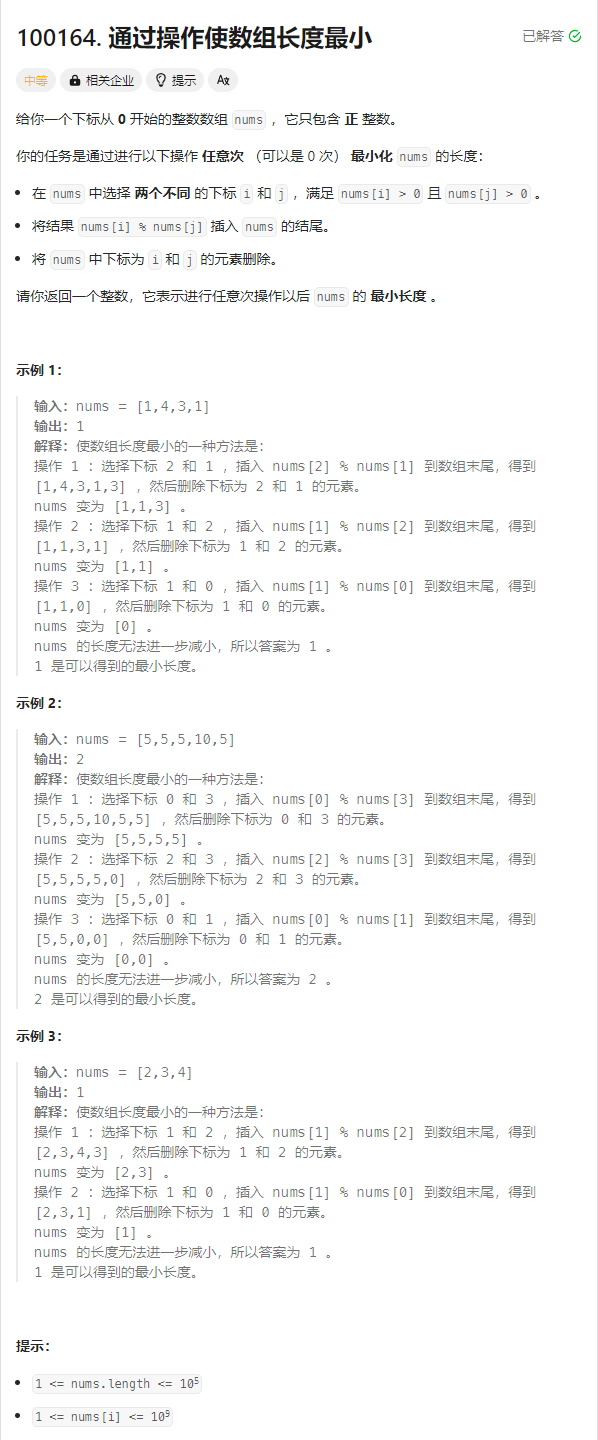 100164. 通过操作使数组长度最小
已解答
中等 相关企业 提示 Aあ
给你一个下标从 0 开始的整数数组 nums ，它只包含 正 整数。
你的任务是通过进行以下操作 任意次 （可以是 0 次） 最小化 nums 的长度：
在 nums 中选择 两个不同 的下标 i 和 j ，满足 nums[i] > 0 且 nums[j] > 0 。
将结果 nums[i] % nums[j] 插入 nums 的结尾。
将 nums 中下标为 i 和 j 的元素删除。
请你返回一个整数，它表示进行任意次操作以后 nums 的 最小长度 。
示例 1：
输入：nums = [1,4,3,1]
输出：1
解释：使数组长度最小的一种方法是：
操作 1 ：选择下标 2 和 1 ，插入 nums[2] % nums[1] 到数组末尾，得到
[1,4,3,1,3] ，然后删除下标为 2 和 1 的元素。
nums 变为 [1,1,3] 。
操作 2 ：选择下标 1 和 2 ，插入 nums[1] % nums[2] 到数组末尾，得到
[1,1,3,1] ，然后删除下标为 1 和 2 的元素。
nums 变为 [1,1] 。
操作 3 ：选择下标 1 和 0 ，插入 nums[1] % nums[0] 到数组末尾，得到
[1,1,0] ，然后删除下标为 1 和 0 的元素。
nums 变为 [0] 。
nums 的长度无法进一步减小，所以答案为 1 。
1 是可以得到的最小长度。
示例 2：
输入：nums = [5,5,5,10,5]
输出：2
解释：使数组长度最小的一种方法是：
操作 1 ：选择下标 0 和 3 ，插入 nums[0] % nums[3] 到数组末尾，得到
[5,5,5,10,5,5] ，然后删除下标为 0 和 3 的元素。
nums 变为 [5,5,5,5] 。
操作 2 ：选择下标 2 和 3 ，插入 nums[2] % nums[3] 到数组末尾，得到
[5,5,5,5,0] ，然后删除下标为 2 和 3 的元素。
nums 变为 [5,5,0] 。
操作 3 ：选择下标 0 和 1 ，插入 nums[0] % nums[1] 到数组末尾，得到
[5,5,0,0] ，然后删除下标为 0 和 1 的元素。
nums 变为 [0,0] 。
nums 的长度无法进一步减小，所以答案为 2 。
2 是可以得到的最小长度。
示例 3：
输入：nums = [2,3,4]
输出：1
解释：使数组长度最小的一种方法是：
操作 1 ：选择下标 1 和 2 ，插入 nums[1] % nums[2] 到数组末尾，得到
[2,3,4,3] ，然后删除下标为 1 和 2 的元素。
nums 变为 [2,3] 。
操作 2 ：选择下标 1 和 0 ，插入 nums[1] % nums[0] 到数组末尾，得到
[2,3,1] ，然后删除下标为 1 和 0 的元素。
nums 变为 [1] 。
nums 的长度无法进一步减小，所以答案为 1 。
1 是可以得到的最小长度。
提示：
1 <= nums.length <= 10⁵
1 <= nums[i] <= 10⁹